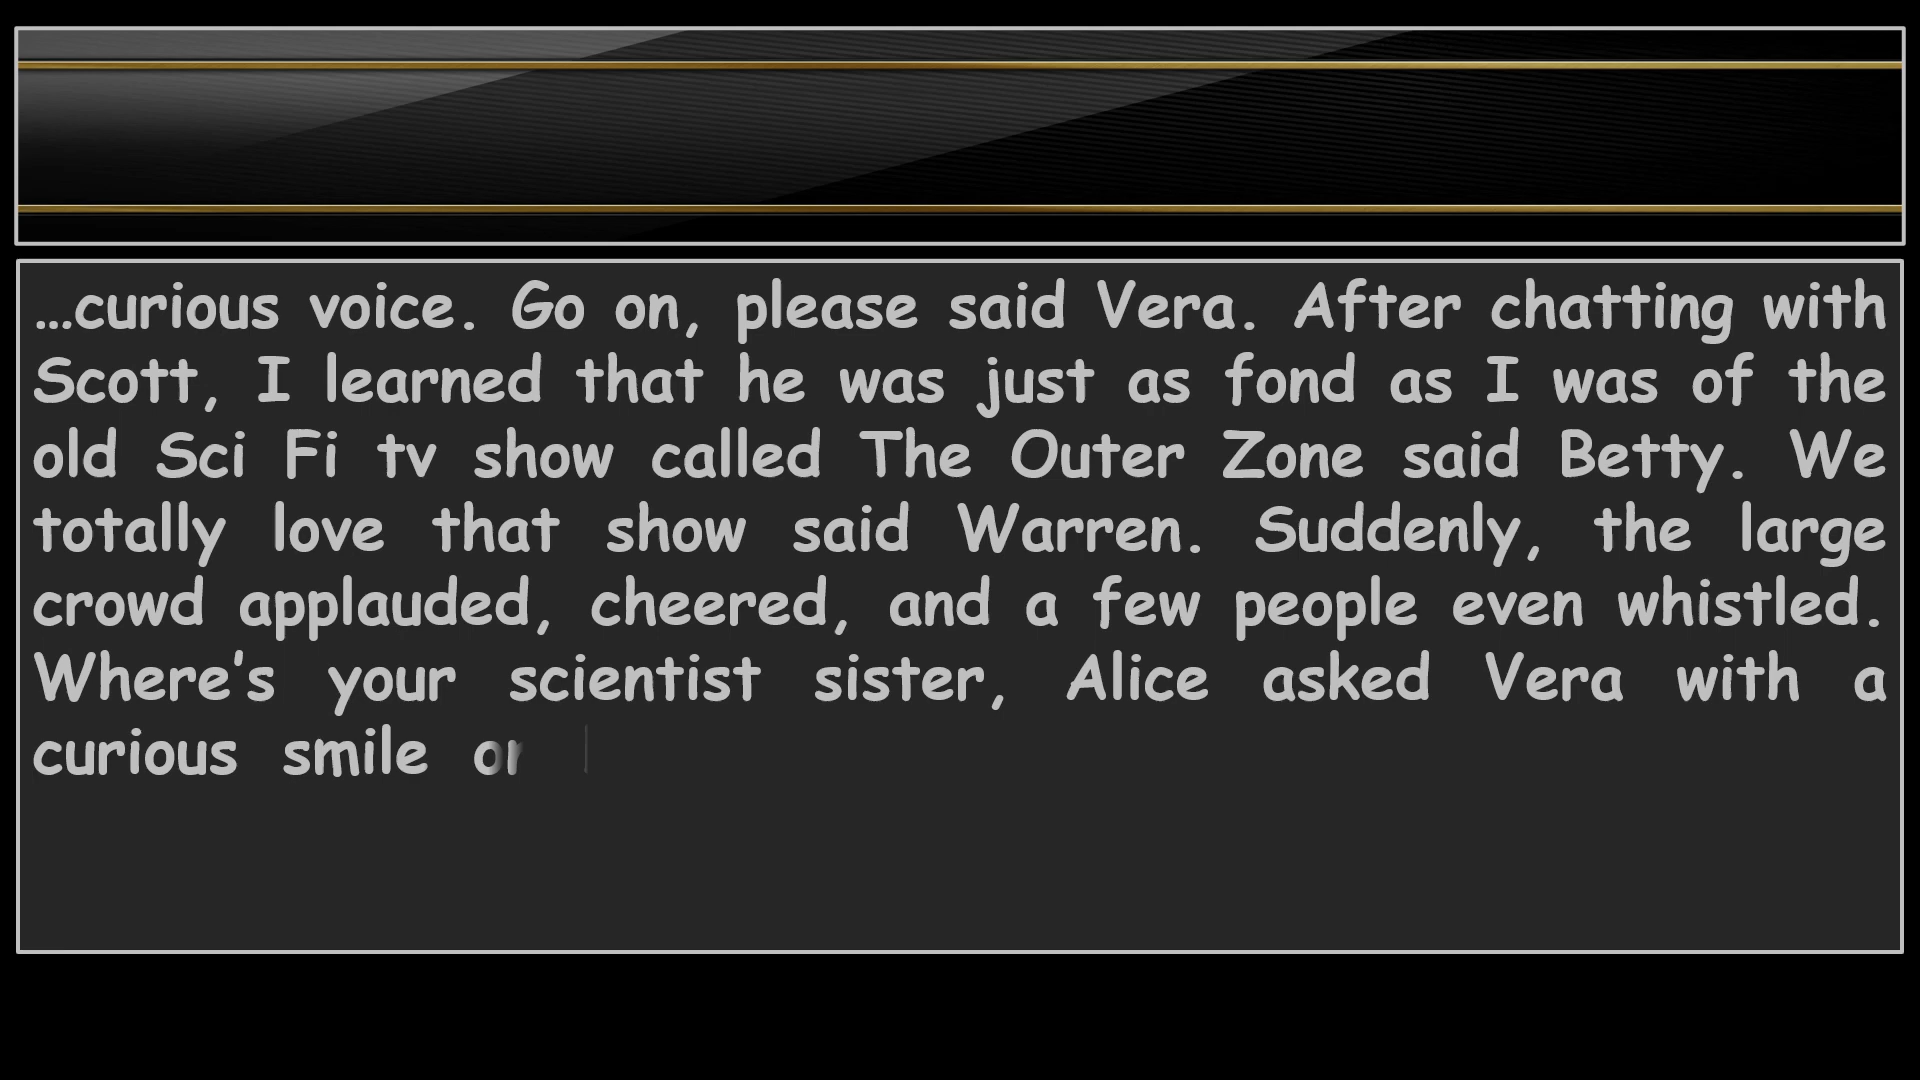 ...curious voice. Go on, please said Vera. After chatting with
Scott, I learned that he was just as fond as I was of the
old Sci Fi tv show called The Outer Zone said Betty. We
totally love that show said Warren. Suddenly, the large
crowd applauded, cheered, and a few people even whistled.
Where's your scientist sister, Alice asked Vera with a
curious smile